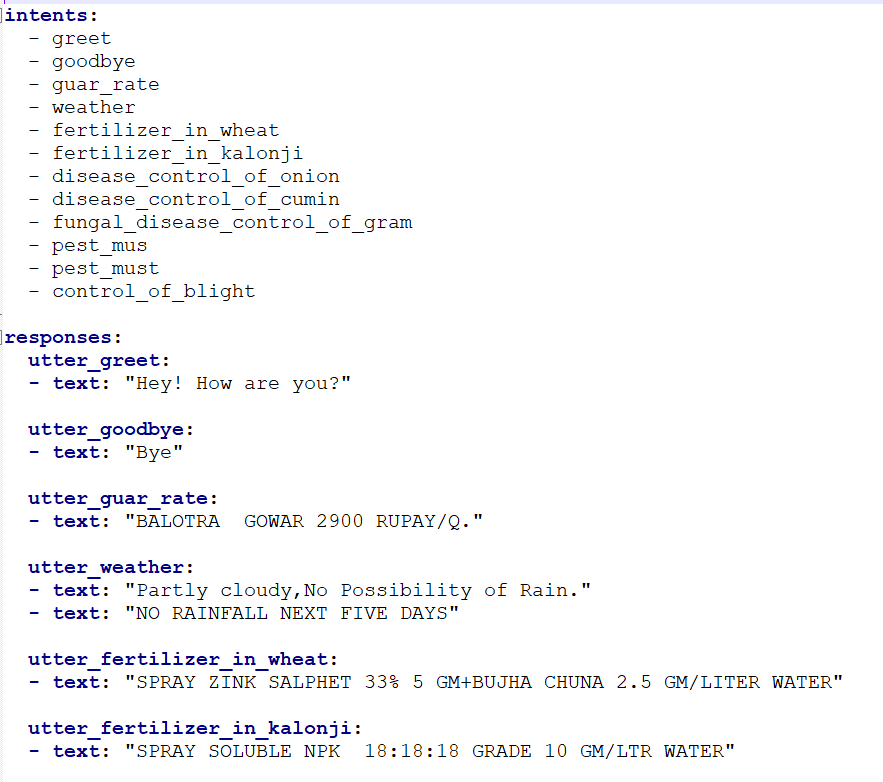 intents:
  - greet
  - goodbye
  - guar_rate
  - weather
  - fertilizer_in_wheat
  - fertilizer_in_kalonji
  - disease_control_of_onion
  - disease_control_of_cumin
  - fungal_disease_control_of_gram
  - pest_mus
  - pest_must
  - control_of_blight
responses:
  utter_greet:
  - text: "Hey! How are you?"
  utter_goodbye:
  - text: "Bye"
  utter_guar_rate:
  - text: "BALOTRA  GOWAR 2900 RUPAY/Q."
  utter_weather:
  - text: "Partly cloudy,No Possibility of Rain."
  - text: "NO RAINFALL NEXT FIVE DAYS"
  utter_fertilizer_in_wheat:
  - text: "SPRAY ZINK SALPHET 33% 5 GM+BUJHA CHUNA 2.5 GM/LITER WATER"
  utter_fertilizer_in_kalonji:
  - text: "SPRAY SOLUBLE NPK  18:18:18 GRADE 10 GM/LTR WATER"